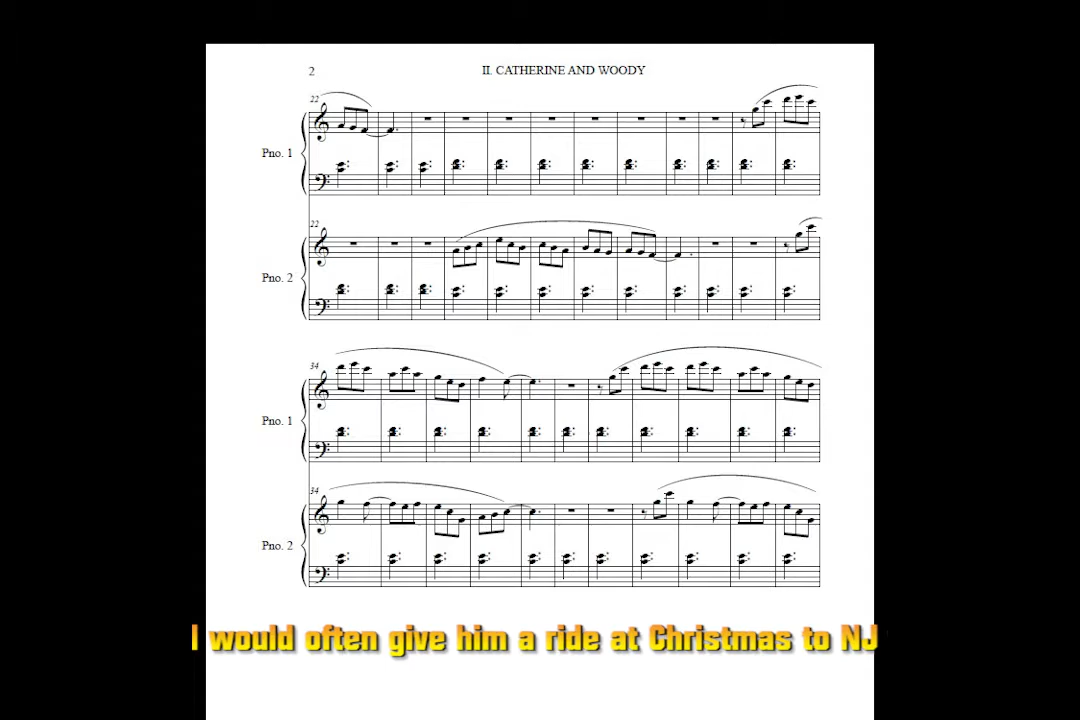 2
II. CATHERINE AND WOODY
22
Pno. 1
22
Pno. 2
34
Pno. 1
34
Pno. 2
I would often give him a ride at Christmas to NJ